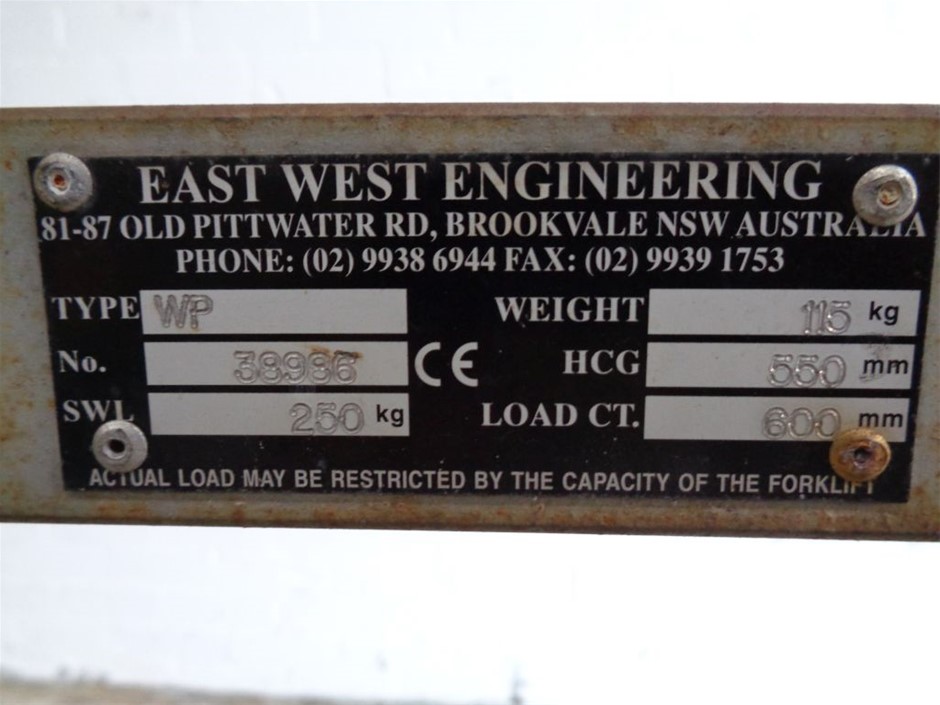 EAST WEST ENGINEERING
81-87 OLD PITTWATER RD, BROOKVALE NSW AUSTRALIA
PHONE: (02) 9938 6944 FAX: (02) 9939 1753
TYPE WP WEIGHT 115 kg
No. 38986 CE HCG 550 mm
SWL 250 kg LOAD CT. 600 mm
ACTUAL LOAD MAY BE RESTRICTED BY THE CAPACITY OF THE FORKLIFT